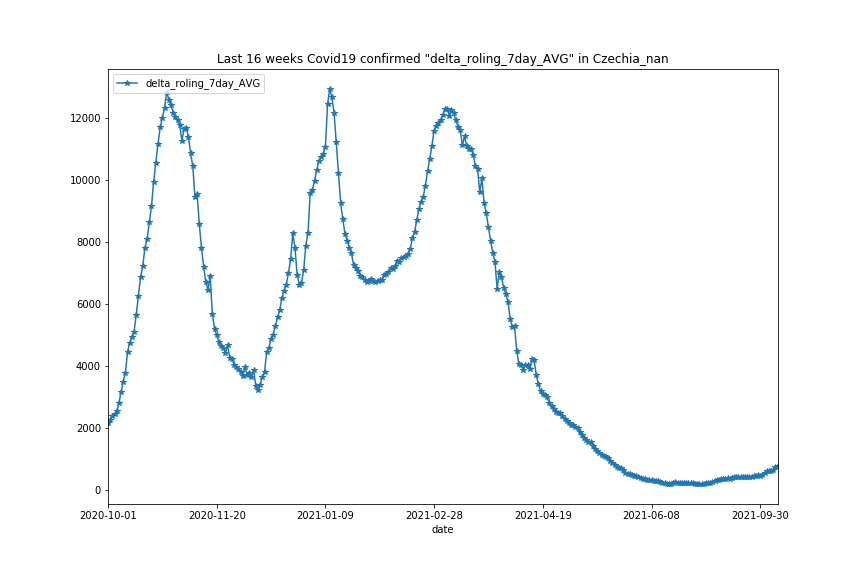 Last 16 weeks Covid19 confirmed "delta_roling_7day_AVG" in Czechia_nan
delta_roling_7day_AVG
12000
10000
8000
6000
4000
2000
0
2020-10-01 2020-11-20 2021-01-09 2021-02-28 2021-04-19 2021-06-08 2021-09-30
date